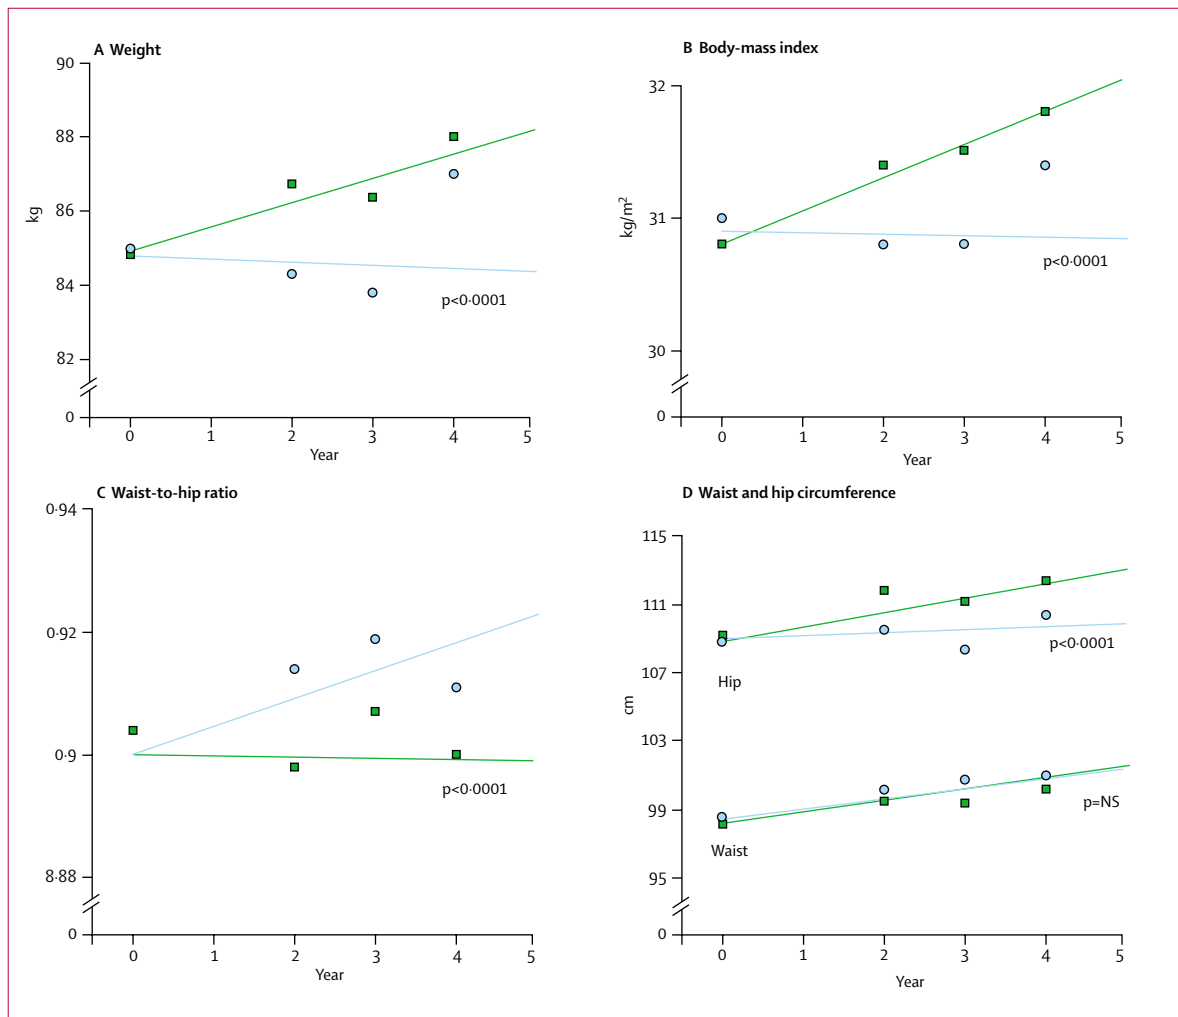 A Weight
90
88
86
84
82
0
kg
0 1 2 3 4 5
Year
p<0·0001
B Body-mass index
32
31
30
0
kg/m²
0 1 2 3 4 5
Year
p<0·0001
C Waist-to-hip ratio
0·94
0·92
0·9
8·88
0
0 1 2 3 4 5
Year
p<0·0001
D Waist and hip circumference
115
111
107
103
99
95
0
cm
Hip
p<0·0001
Waist
p=NS
0 1 2 3 4 5
Year